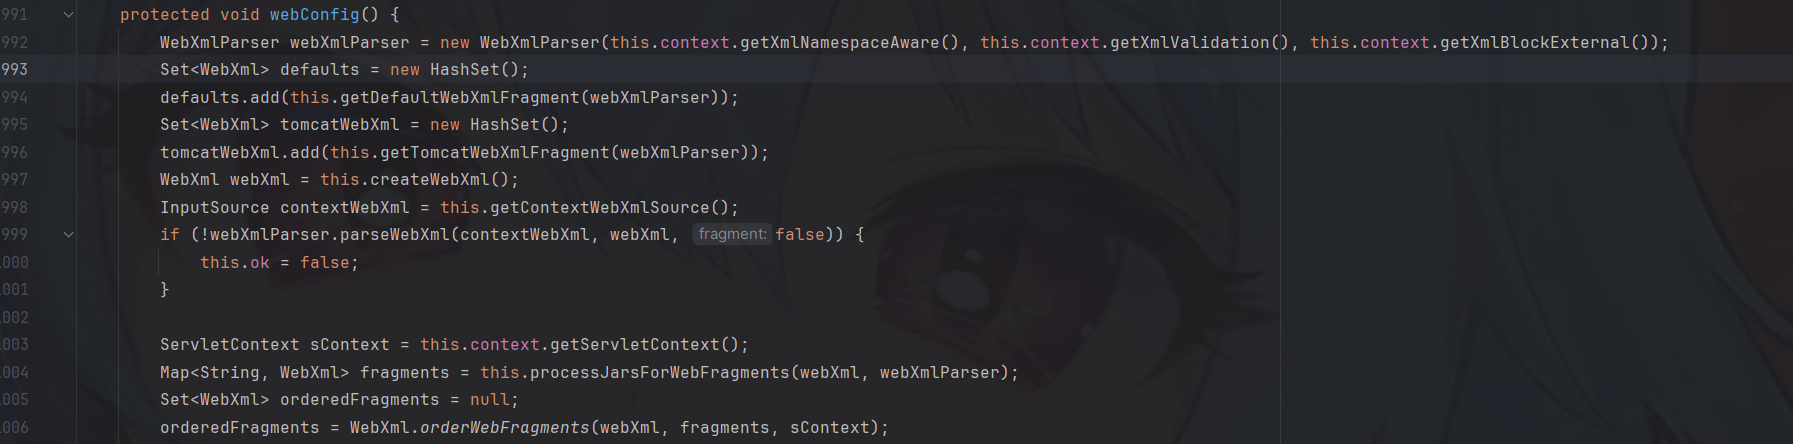 991 protected void webConfig() {
992 WebXmlParser webXmlParser = new WebXmlParser(this.context.getXmlNamespaceAware(), this.context.getXmlValidation(), this.context.getXmlBlockExternal());
993 Set<WebXml> defaults = new HashSet();
994 defaults.add(this.getDefaultWebXmlFragment(webXmlParser));
995 Set<WebXml> tomcatWebXml = new HashSet();
996 tomcatWebXml.add(this.getTomcatWebXmlFragment(webXmlParser));
997 WebXml webXml = this.createWebXml();
998 InputSource contextWebXml = this.getContextWebXmlSource();
999 if (!webXmlParser.parseWebXml(contextWebXml, webXml, fragment: false)) {
000 this.ok = false;
001 }
002
003 ServletContext sContext = this.context.getServletContext();
004 Map<String, WebXml> fragments = this.processJarsForWebFragments(webXml, webXmlParser);
005 Set<WebXml> orderedFragments = null;
006 orderedFragments = WebXml.orderWebFragments(webXml, fragments, sContext);